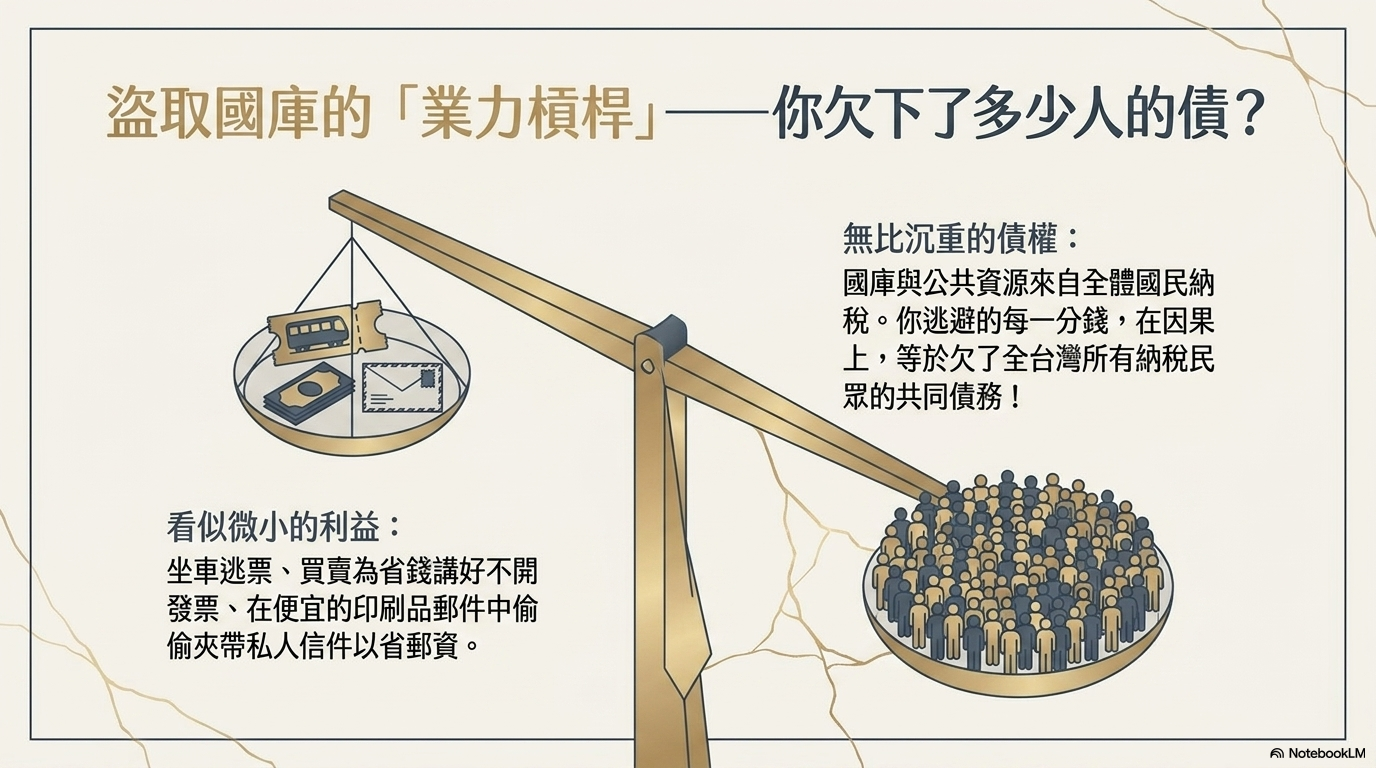 盜取國庫的「業力槓桿」——你欠下了多少人的債？
無比沉重的債權：
國庫與公共資源來自全體國民納
稅。你逃避的每一分錢，在因果
上，等於欠了全台灣所有納稅民
眾的共同債務！
看似微小的利益：
坐車逃票、買賣為省錢講好不開
發票、在便宜的印刷品郵件中偷
偷夾帶私人信件以省郵資。
NotebookLM